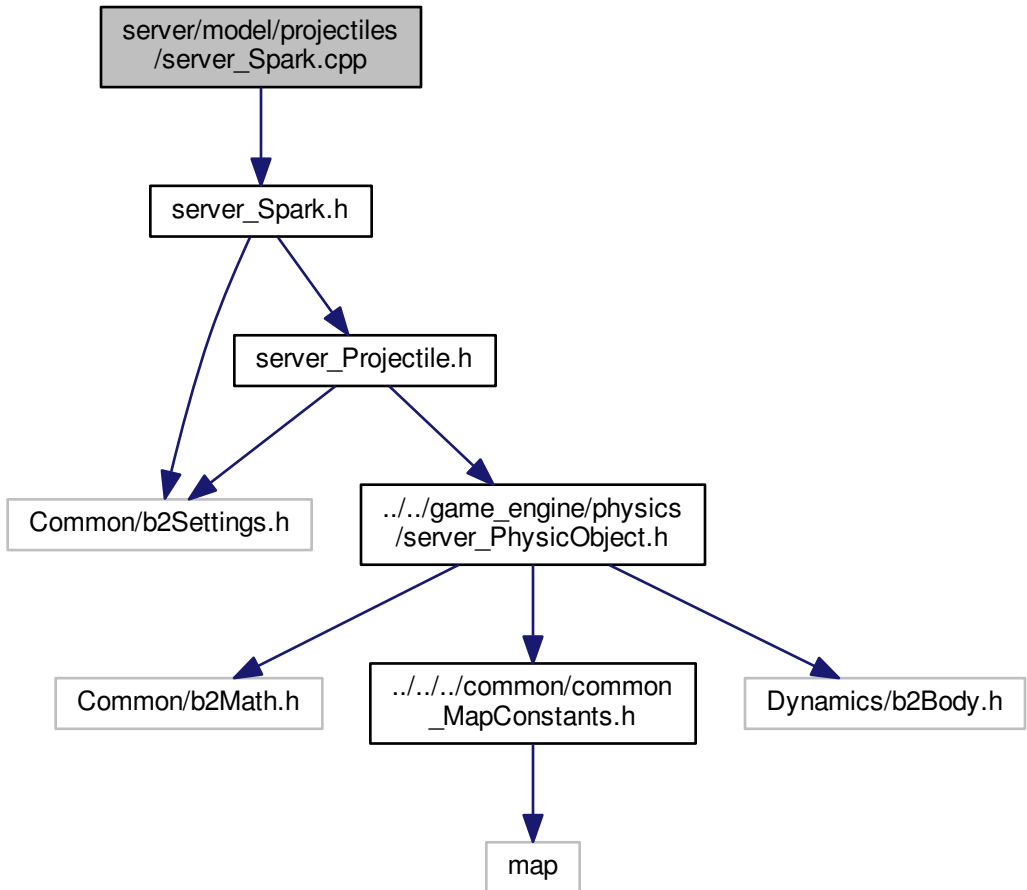 server/model/projectiles
/server_Spark.cpp
server_Spark.h
server_Projectile.h
Common/b2Settings.h
../../game_engine/physics
/server_PhysicObject.h
Common/b2Math.h
../../../common/common
_MapConstants.h
Dynamics/b2Body.h
map